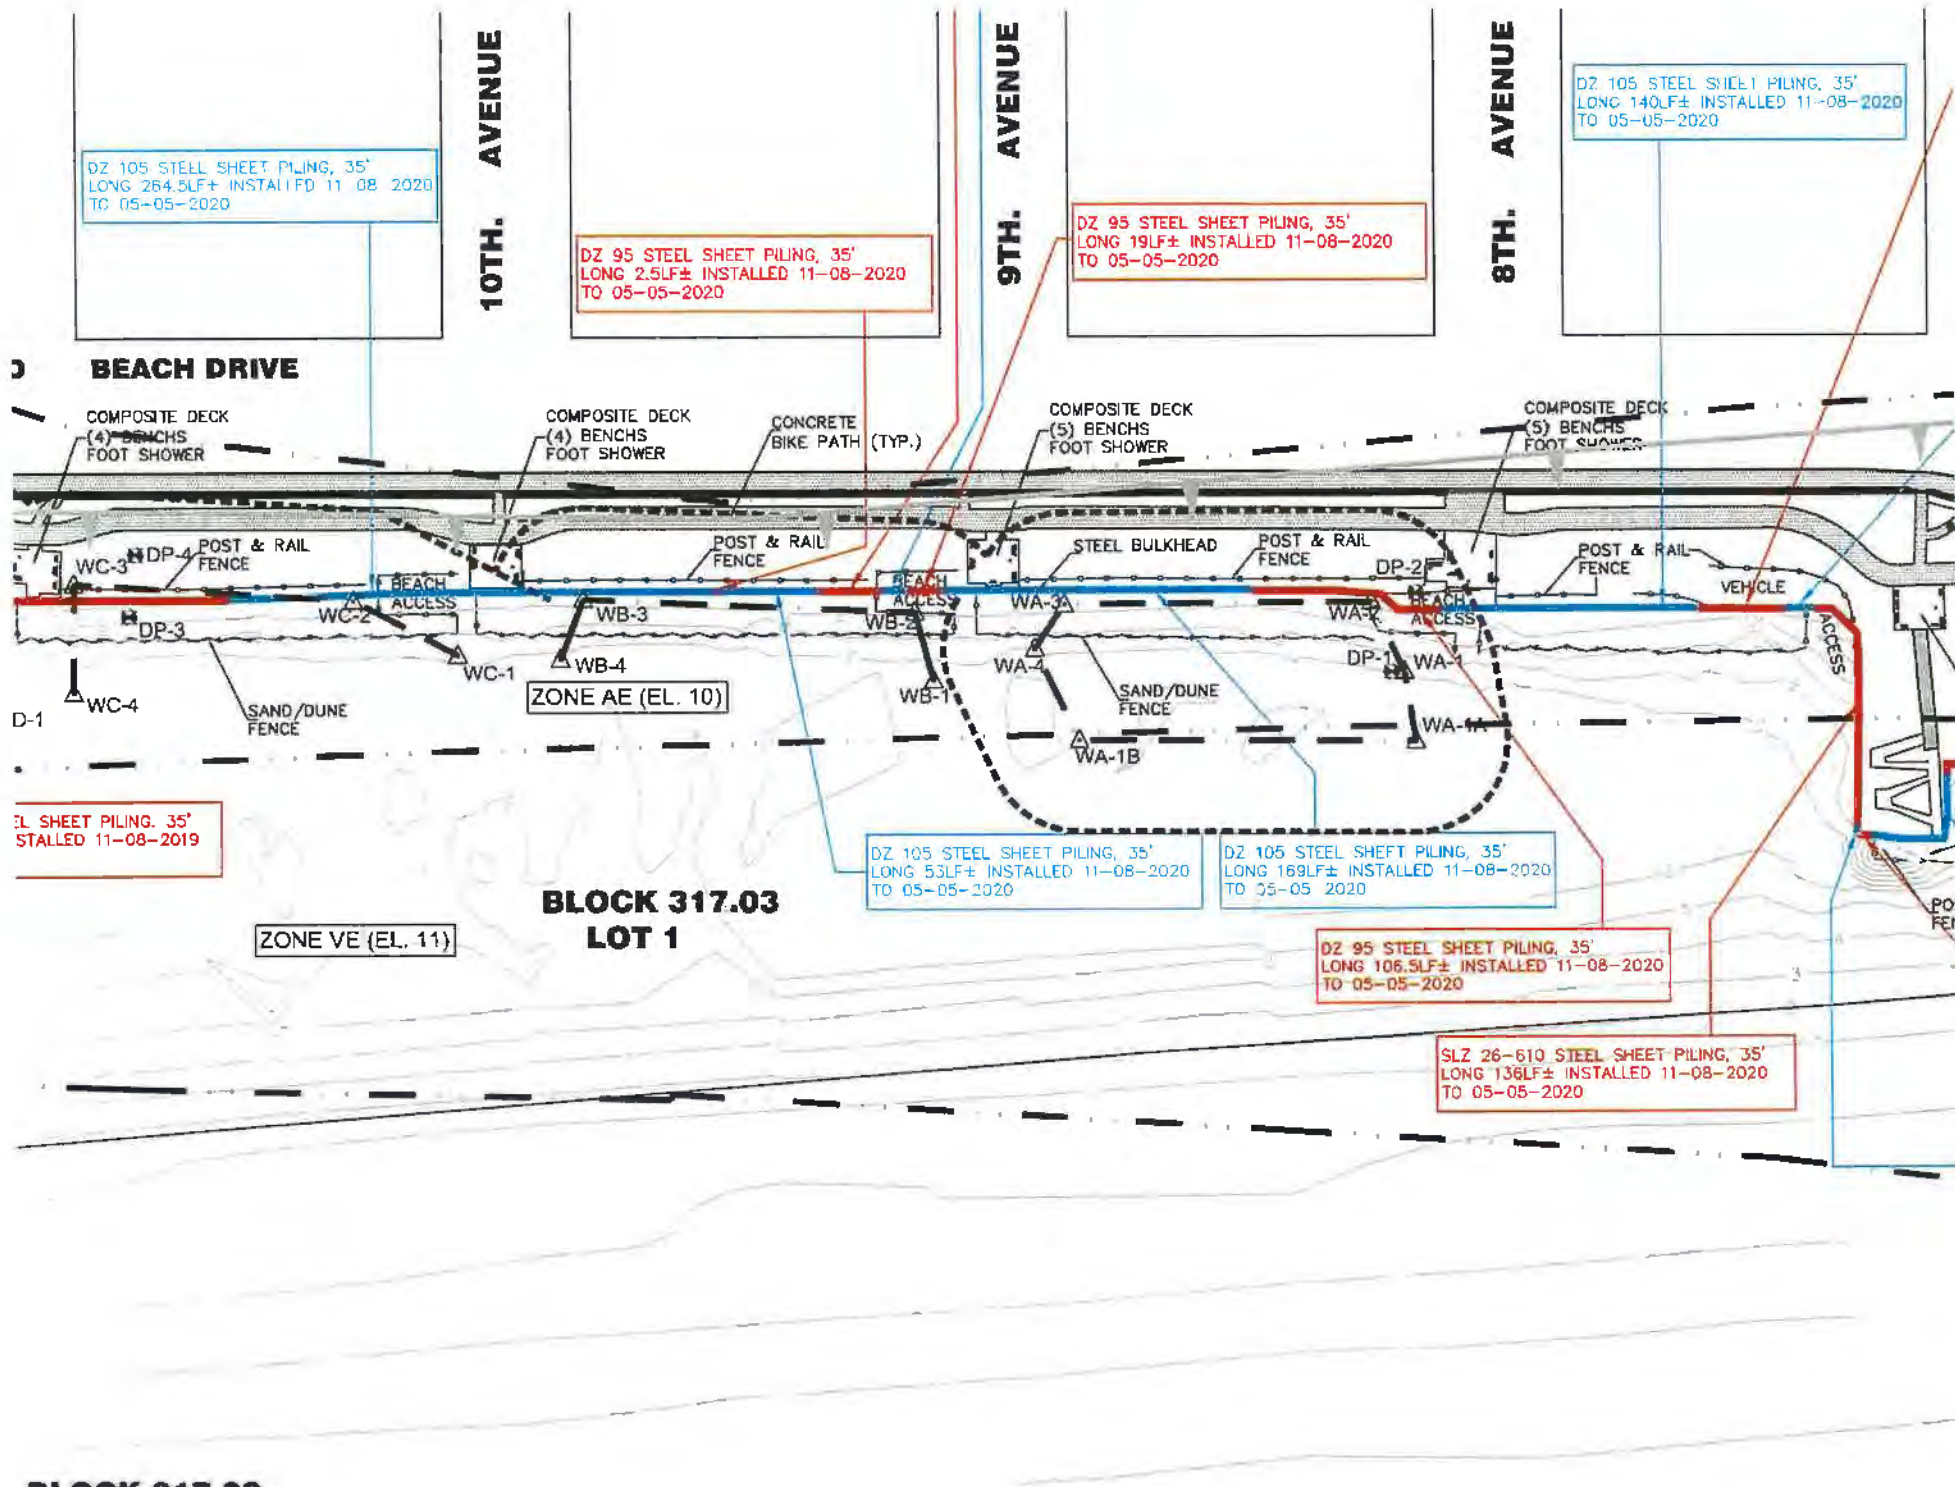 10TH. AVENUE
9TH. AVENUE
8TH. AVENUE
DZ 105 STEEL SHEET PILING, 35'
LONG 140LF± INSTALLED 11-08-2020
TO 05-05-2020
DZ 105 STEEL SHEET PILING, 35'
LONG 264.5LF± INSTALLED 11 08 2020
TO 05-05-2020
DZ 95 STEEL SHEET PILING, 35'
LONG 2.5LF± INSTALLED 11-08-2020
TO 05-05-2020
DZ 95 STEEL SHEET PILING, 35'
LONG 19LF± INSTALLED 11-08-2020
TO 05-05-2020
BEACH DRIVE
COMPOSITE DECK
(4) BENCHS
FOOT SHOWER
COMPOSITE DECK
(4) BENCHS
FOOT SHOWER
CONCRETE
BIKE PATH (TYP.)
COMPOSITE DECK
(5) BENCHS
FOOT SHOWER
COMPOSITE DECK
(5) BENCHS
FOOT SHOWER
WC-3
DP-4
POST & RAIL
FENCE
POST & RAIL
FENCE
STEEL BULKHEAD
POST & RAIL
FENCE
DP-2
POST & RAIL
FENCE
VEHICLE
ACCESS
BEACH
ACCESS
BEACH
ACCESS
BEACH
ACCESS
DP-3
WC-2
WB-3
WB-2
WA-3
WC-1
WB-4
WB-1
WA-4
DP-1
WA-1
WC-4
D-1
ZONE AE (EL. 10)
SAND/DUNE
FENCE
SAND/DUNE
FENCE
WA-1A
WA-1B
EL SHEET PILING. 35'
STALLED 11-08-2019
DZ 105 STEEL SHEET PILING, 35'
LONG 53LF± INSTALLED 11-08-2020
TO 05-05-2020
DZ 105 STEEL SHEET PILING, 35'
LONG 169LF± INSTALLED 11-08-2020
TO 05-05 2020
BLOCK 317.03
LOT 1
ZONE VE (EL. 11)
DZ 95 STEEL SHEET PILING, 35'
LONG 106.5LF± INSTALLED 11-08-2020
TO 05-05-2020
SLZ 26-610 STEEL SHEET PILING, 35'
LONG 136LF± INSTALLED 11-08-2020
TO 05-05-2020